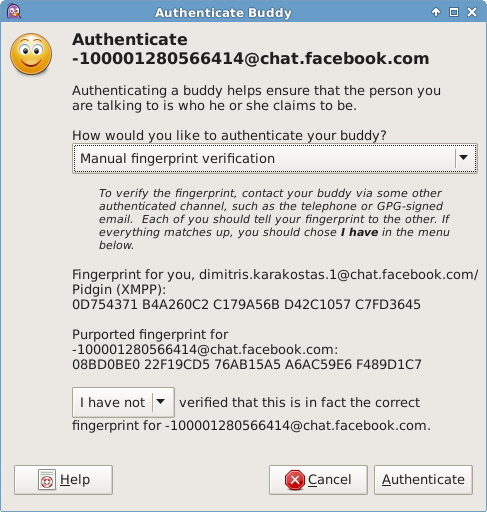 Authenticate Buddy
Authenticate
-100001280566414@chat.facebook.com
Authenticating a buddy helps ensure that the person you
are talking to is who he or she claims to be.
How would you like to authenticate your buddy?
Manual fingerprint verification
To verify the fingerprint, contact your buddy via some other
authenticated channel, such as the telephone or GPG-signed
email.  Each of you should tell your fingerprint to the other. If
everything matches up, you should chose I have in the menu
below.
Fingerprint for you, dimitris.karakostas.1@chat.facebook.com/
Pidgin (XMPP):
0D754371 B4A260C2 C179A56B D42C1057 C7FD3645
Purported fingerprint for
-100001280566414@chat.facebook.com:
08BD0BE0 22F19CD5 76AB15A5 A6AC59E6 F489D1C7
I have not verified that this is in fact the correct
fingerprint for -100001280566414@chat.facebook.com.
Help Cancel Authenticate